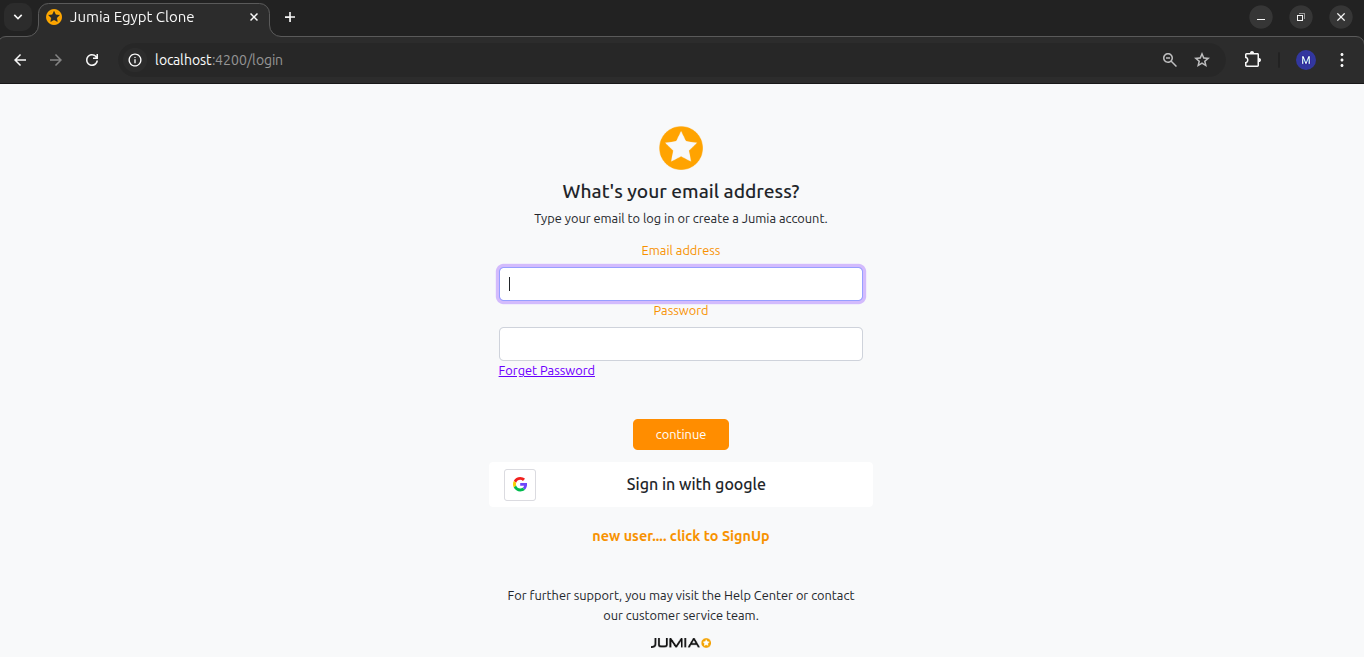 Jumia Egypt Clone
localhost:4200/login
M
What's your email address?
Type your email to log in or create a Jumia account.
Email address
Password
Forget Password
continue
G
Sign in with google
new user.... click to SignUp
For further support, you may visit the Help Center or contact
our customer service team.
JUMIA